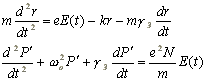 m d²r/dt² = eE(t) − kr − mγ₃ dr/dt
d²P′/dt² + ω₀²P′ + γ₃ dP′/dt = e²N/m E(t)